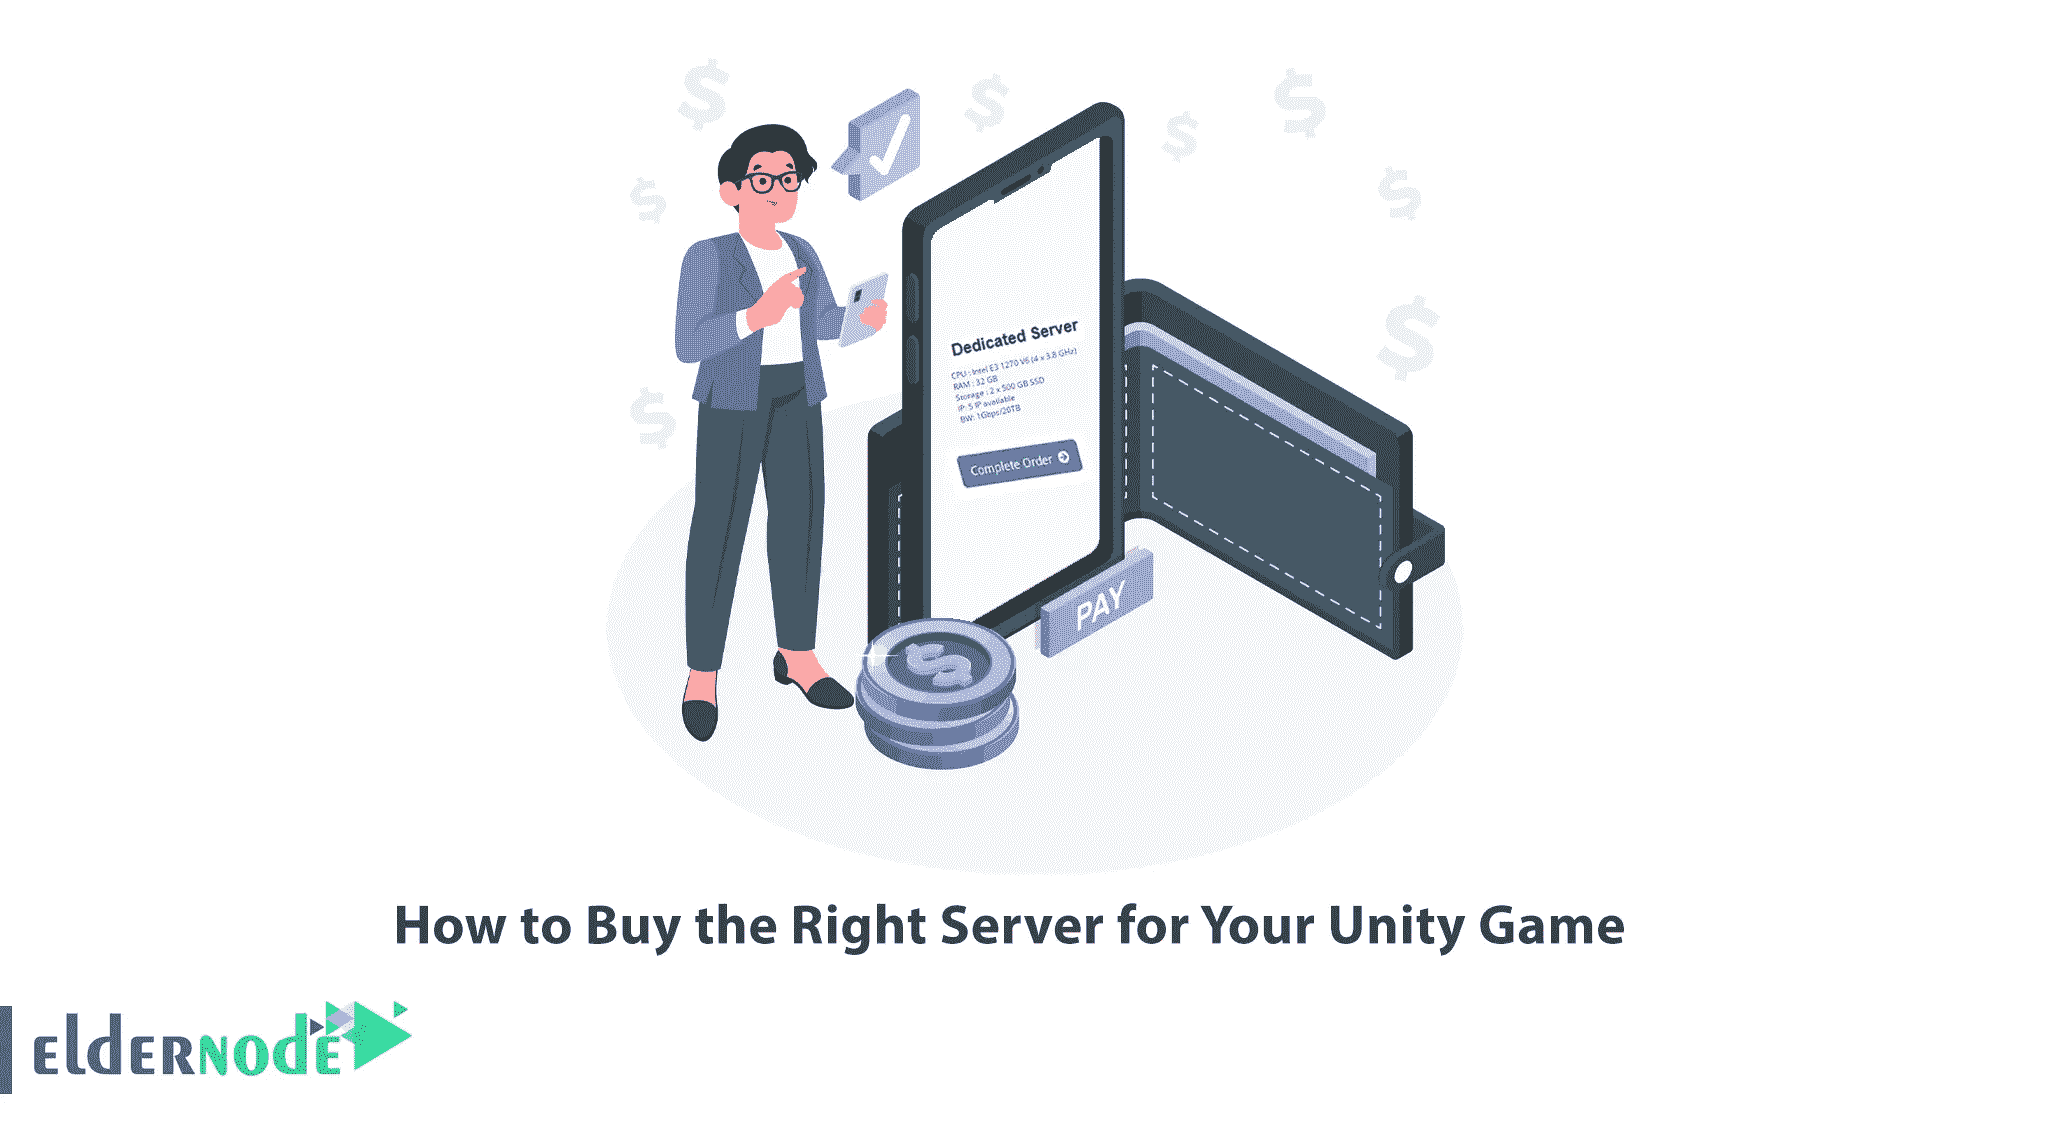 Dedicated Server
CPU : Intel E3 1270 V6 (4 x 3.8 GHz)
RAM : 32 GB
Storage : 2 x 500 GB SSD
IP: 5 IP available
BW: 1Gbps/20TB
Complete Order
PAY
How to Buy the Right Server for Your Unity Game
ELdERNOdE